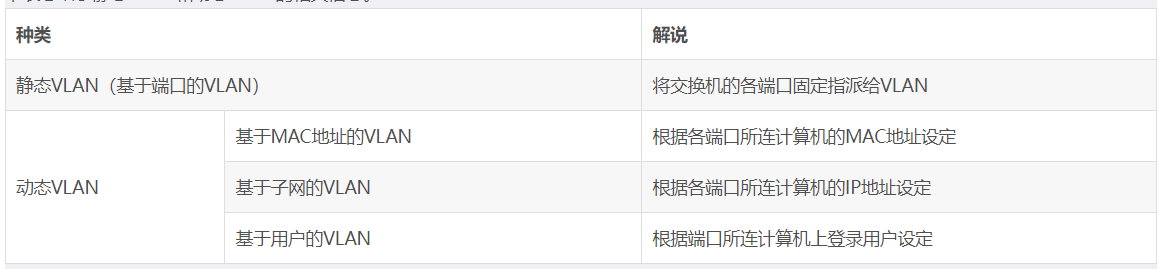 种类 解说
静态VLAN（基于端口的VLAN） 将交换机的各端口固定指派给VLAN
动态VLAN 基于MAC地址的VLAN 根据各端口所连计算机的MAC地址设定
基于子网的VLAN 根据各端口所连计算机的IP地址设定
基于用户的VLAN 根据端口所连计算机上登录用户设定